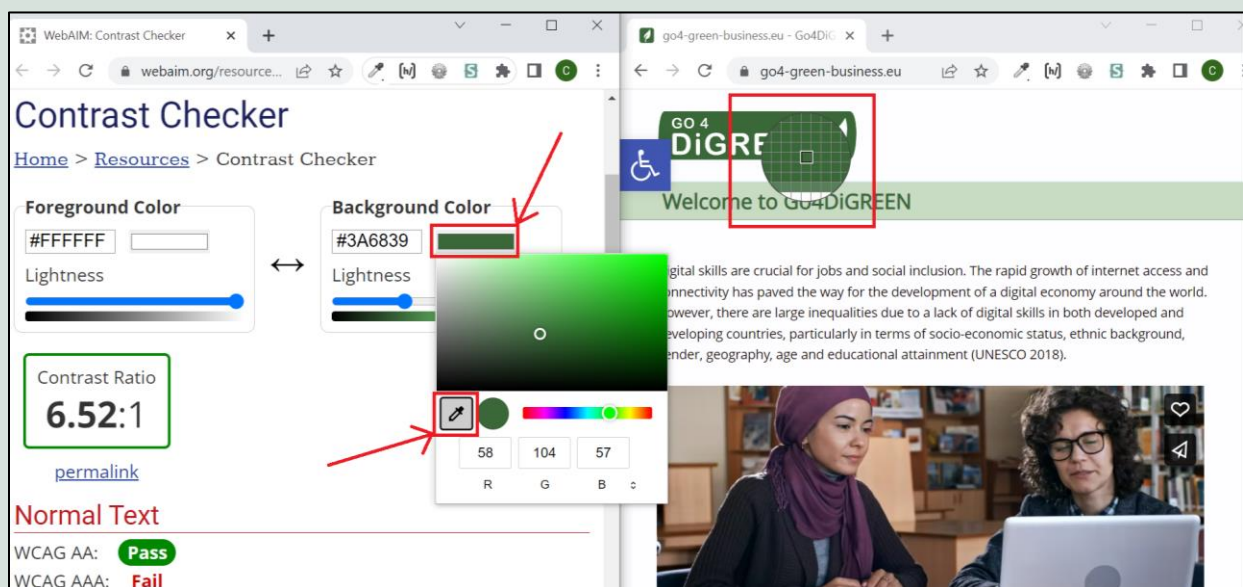 WebAIM: Contrast Checker
webaim.org/resource...
C
Contrast Checker
Home > Resources > Contrast Checker
Foreground Color
#FFFFFF
Lightness
Background Color
#3A6839
Lightness
58 104 57
R G B
Contrast Ratio
6.52:1
permalink
Normal Text
WCAG AA: Pass
WCAG AAA: Fail
go4-green-business.eu - Go4DiG
go4-green-business.eu
C
GO 4
DiGRE
Welcome to Go4DiGREEN
igital skills are crucial for jobs and social inclusion. The rapid growth of internet access and
onnectivity has paved the way for the development of a digital economy around the world.
owever, there are large inequalities due to a lack of digital skills in both developed and
eveloping countries, particularly in terms of socio-economic status, ethnic background,
ender, geography, age and educational attainment (UNESCO 2018).